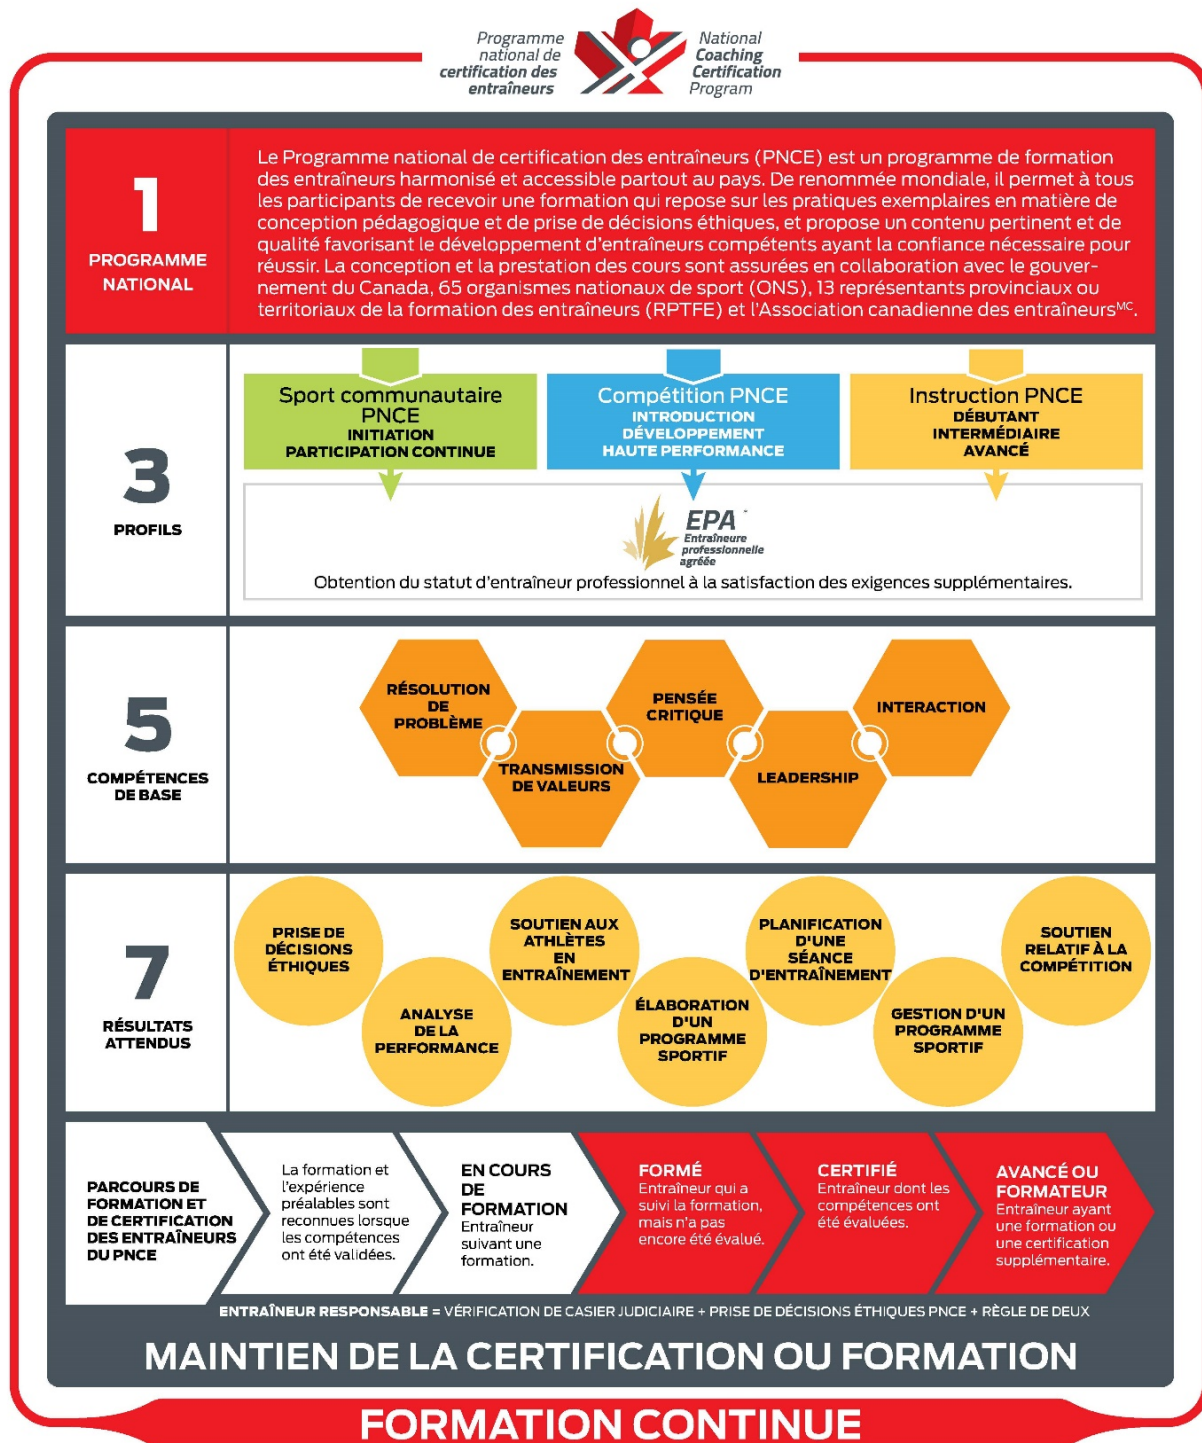 Programme
national de
certification des
entraîneurs
National
Coaching
Certification
Program
1
PROGRAMME
NATIONAL
Le Programme national de certification des entraîneurs (PNCE) est un programme de formation
des entraîneurs harmonisé et accessible partout au pays. De renommée mondiale, il permet à tous
les participants de recevoir une formation qui repose sur les pratiques exemplaires en matière de
conception pédagogique et de prise de décisions éthiques, et propose un contenu pertinent et de
qualité favorisant le développement d'entraîneurs compétents ayant la confiance nécessaire pour
réussir. La conception et la prestation des cours sont assurées en collaboration avec le gouver-
nement du Canada, 65 organismes nationaux de sport (ONS), 13 représentants provinciaux ou
territoriaux de la formation des entraîneurs (RPTFE) et l'Association canadienne des entraîneursMC.
3
PROFILS
Sport communautaire
PNCE
INITIATION
PARTICIPATION CONTINUE
Compétition PNCE
INTRODUCTION
DÉVELOPPEMENT
HAUTE PERFORMANCE
Instruction PNCE
DÉBUTANT
INTERMÉDIAIRE
AVANCÉ
EPA
Entraîneure
professionnelle
agréée
Obtention du statut d'entraîneur professionnel à la satisfaction des exigences supplémentaires.
5
COMPÉTENCES
DE BASE
RÉSOLUTION
DE
PROBLÈME
TRANSMISSION
DE VALEURS
PENSÉE
CRITIQUE
LEADERSHIP
INTERACTION
7
RÉSULTATS
ATTENDUS
PRISE DE
DÉCISIONS
ÉTHIQUES
ANALYSE
DE LA
PERFORMANCE
SOUTIEN AUX
ATHLÈTES
EN
ENTRAÎNEMENT
ÉLABORATION
D'UN
PROGRAMME
SPORTIF
PLANIFICATION
D'UNE
SÉANCE
D'ENTRAÎNEMENT
GESTION D'UN
PROGRAMME
SPORTIF
SOUTIEN
RELATIF À LA
COMPÉTITION
PARCOURS DE
FORMATION ET
DE CERTIFICATION
DES ENTRAÎNEURS
DU PNCE
La formation et
l'expérience
préalables sont
reconnues lorsque
les compétences
ont été validées.
EN COURS
DE
FORMATION
Entraîneur
suivant une
formation.
FORMÉ
Entraîneur qui a
suivi la formation,
mais n'a pas
encore été évalué.
CERTIFIÉ
Entraîneur dont les
compétences ont
été évaluées.
AVANCÉ OU
FORMATEUR
Entraîneur ayant
une formation ou
une certification
supplémentaire.
ENTRAÎNEUR RESPONSABLE = VÉRIFICATION DE CASIER JUDICIAIRE + PRISE DE DÉCISIONS ÉTHIQUES PNCE + RÈGLE DE DEUX
MAINTIEN DE LA CERTIFICATION OU FORMATION
FORMATION CONTINUE